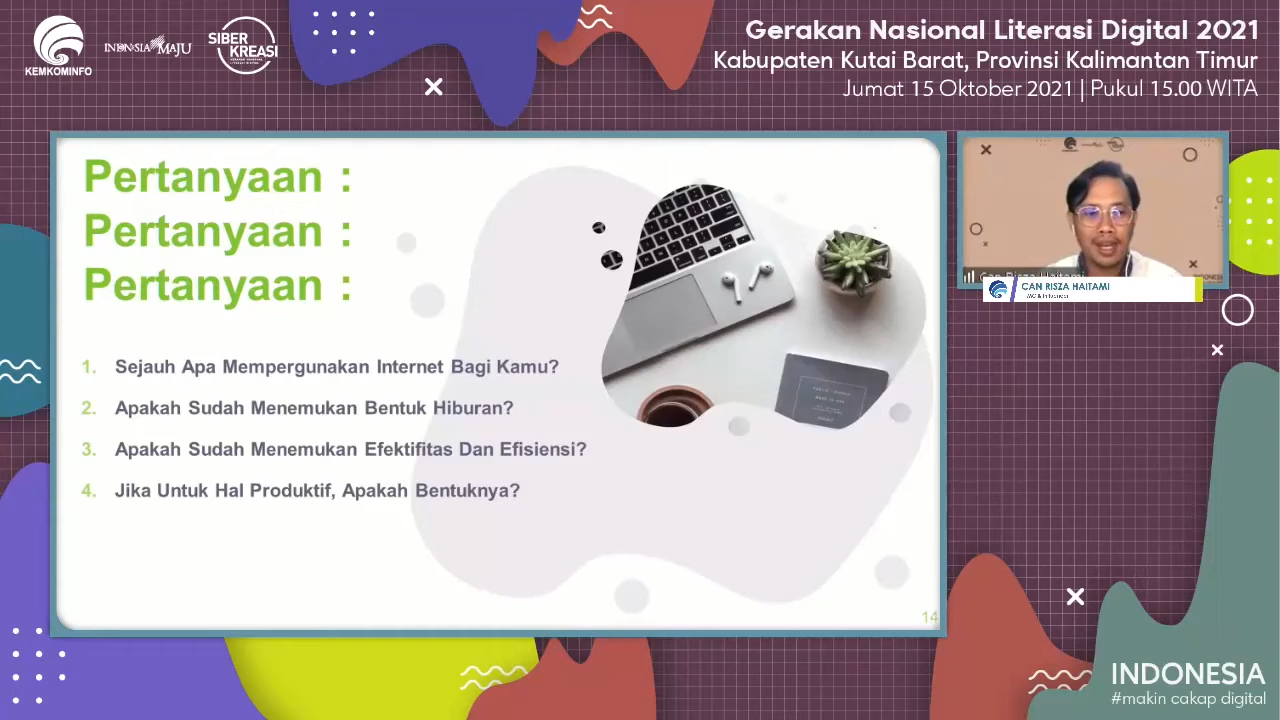 KEMKOMINFO
INDONESIA MAJU
SIBER
KREASI
Gerakan Nasional Literasi Digital 2021
Kabupaten Kutai Barat, Provinsi Kalimantan Timur
Jumat 15 Oktober 2021 | Pukul 15.00 WITA
Pertanyaan :
Pertanyaan :
Pertanyaan :
1. Sejauh Apa Mempergunakan Internet Bagi Kamu?
2. Apakah Sudah Menemukan Bentuk Hiburan?
3. Apakah Sudah Menemukan Efektifitas Dan Efisiensi?
4. Jika Untuk Hal Produktif, Apakah Bentuknya?
14
Can Risza Haitami
CAN RISZA HAITAMI
INDONESIA
#makin cakap digital